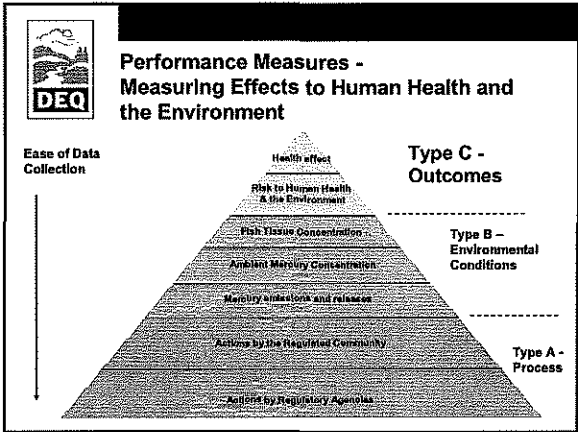 DEQ
Performance Measures -
Measuring Effects to Human Health and
the Environment
Ease of Data
Collection
Health effect
Risk to Human Health
& the Environment
Fish Tissue Concentration
Ambient Mercury Concentration
Mercury emissions and releases
Actions by the Regulated Community
Actions by Regulatory Agencies
Type C -
Outcomes
Type B –
Environmental
Conditions
Type A -
Process